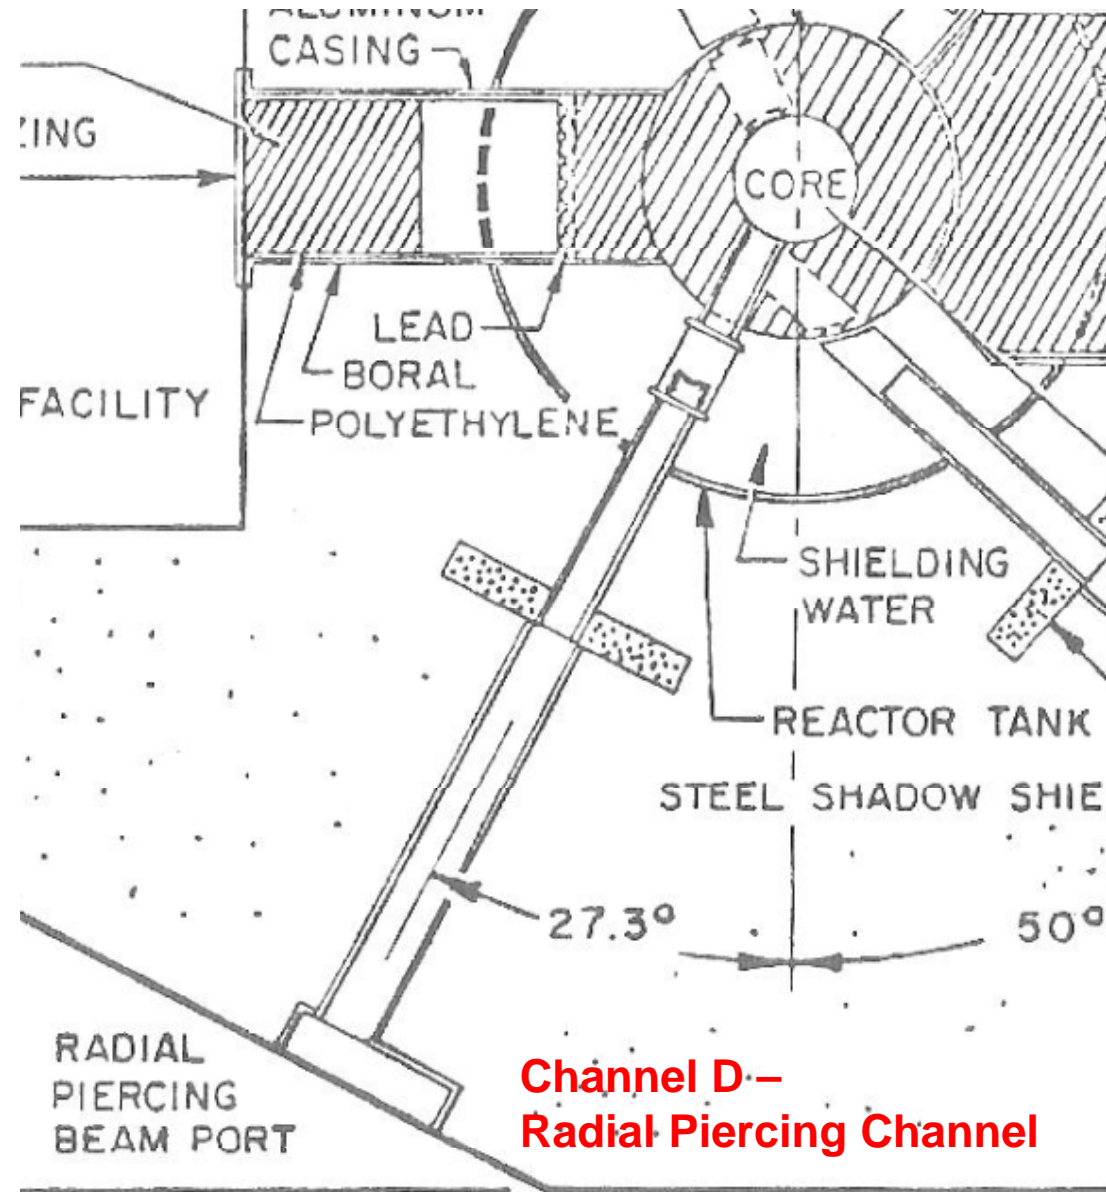 ALUMINUM
CASING
ZING
CORE
LEAD
BORAL
POLYETHYLENE
FACILITY
SHIELDING
WATER
REACTOR TANK
STEEL SHADOW SHIE
27.3°
50°
RADIAL
PIERCING
BEAM PORT
Channel D –
Radial Piercing Channel